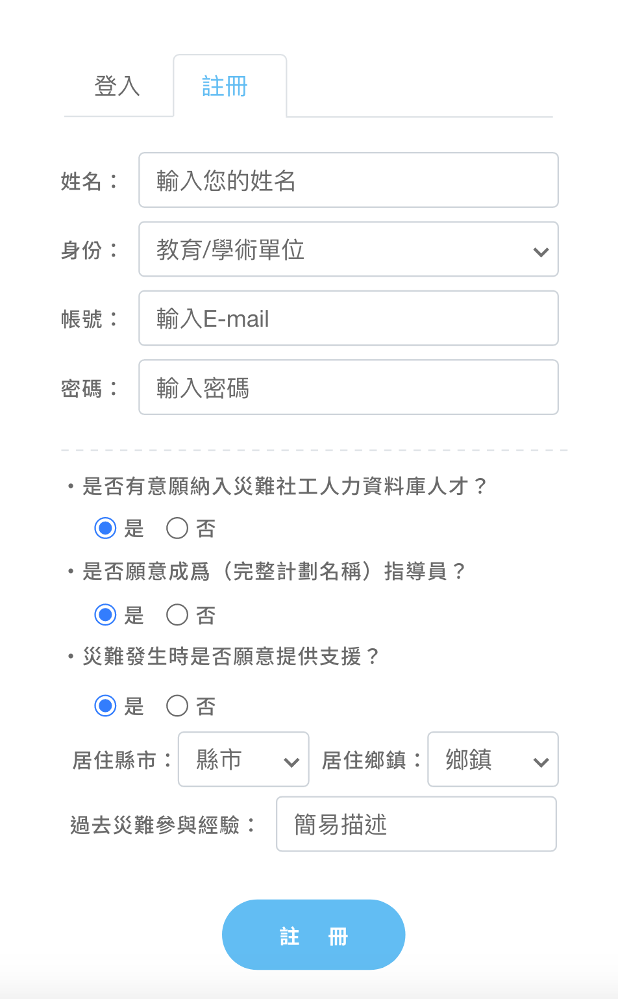 登入 註冊
姓名： 輸入您的姓名
身份： 教育/學術單位
帳號： 輸入E-mail
密碼： 輸入密碼
・是否有意願納入災難社工人力資料庫人才？
是 否
・是否願意成爲（完整計劃名稱）指導員？
是 否
・災難發生時是否願意提供支援？
是 否
居住縣市： 縣市 居住鄉鎮： 鄉鎮
過去災難參與經驗： 簡易描述
註 冊